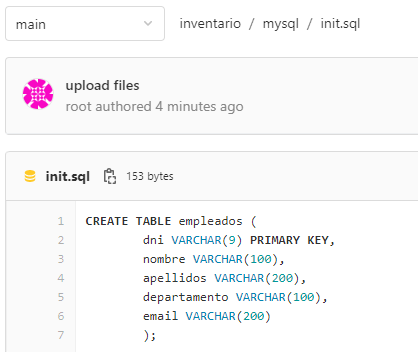 main inventario / mysql / init.sql
upload files
root authored 4 minutes ago
init.sql 153 bytes
1 CREATE TABLE empleados (
2 dni VARCHAR(9) PRIMARY KEY,
3 nombre VARCHAR(100),
4 apellidos VARCHAR(200),
5 departamento VARCHAR(100),
6 email VARCHAR(200)
7 );